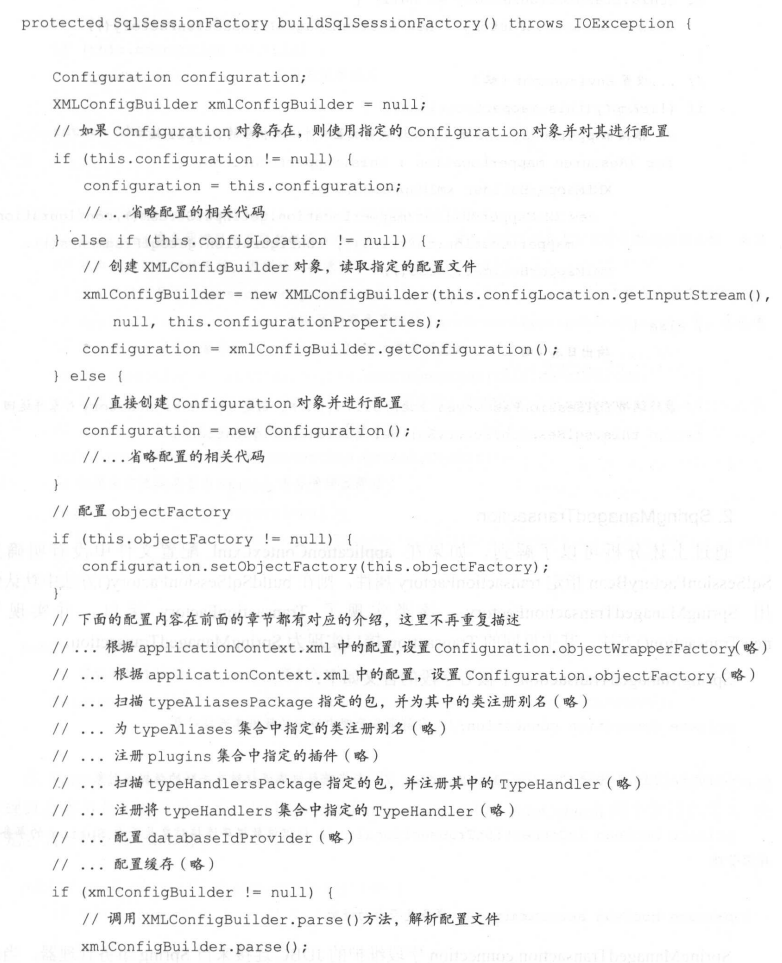 protected SqlSessionFactory buildSqlSessionFactory() throws IOException {
Configuration configuration;
XMLConfigBuilder xmlConfigBuilder = null;
// 如果 Configuration 对象存在，则使用指定的 Configuration 对象并对其进行配置
if (this.configuration != null) {
configuration = this.configuration;
//...省略配置的相关代码
} else if (this.configLocation != null) {
// 创建 XMLConfigBuilder 对象，读取指定的配置文件
xmlConfigBuilder = new XMLConfigBuilder(this.configLocation.getInputStream(),
null, this.configurationProperties);
configuration = xmlConfigBuilder.getConfiguration();
} else {
// 直接创建 Configuration 对象并进行配置
configuration = new Configuration();
//...省略配置的相关代码
}
// 配置 objectFactory
if (this.objectFactory != null) {
configuration.setObjectFactory(this.objectFactory);
}
// 下面的配置内容在前面的章节都有对应的介绍，这里不再重复描述
//... 根据 applicationContext.xml 中的配置,设置 Configuration.objectWrapperFactory(略)
// ... 根据 applicationContext.xml 中的配置，设置 Configuration.objectFactory（略）
// ... 扫描 typeAliasesPackage 指定的包，并为其中的类注册别名（略）
// ... 为 typeAliases 集合中指定的类注册别名（略）
// ... 注册 plugins 集合中指定的插件（略）
// ... 扫描 typeHandlersPackage 指定的包，并注册其中的 TypeHandler（略）
// ... 注册将 typeHandlers 集合中指定的 TypeHandler（略）
// ... 配置 databaseIdProvider（略）
// ... 配置缓存（略）
if (xmlConfigBuilder != null) {
// 调用 XMLConfigBuilder.parse()方法，解析配置文件
xmlConfigBuilder.parse();